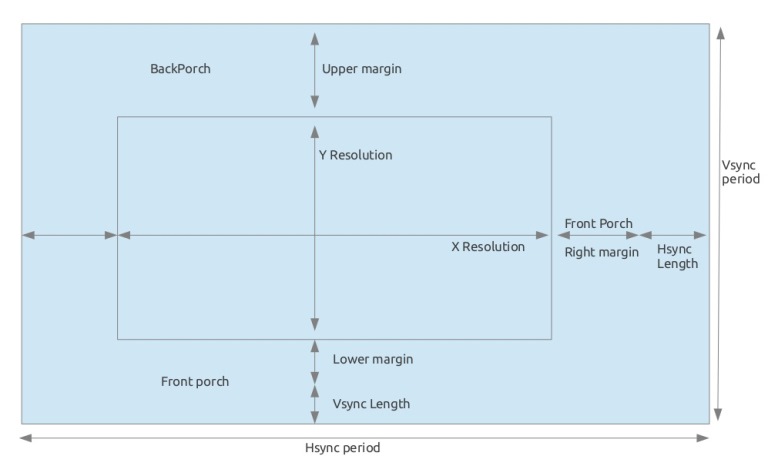 BackPorch
Upper margin
Y Resolution
Vsync
period
Front Porch
X Resolution
Right margin
Hsync
Length
Lower margin
Front porch
Vsync Length
Hsync period